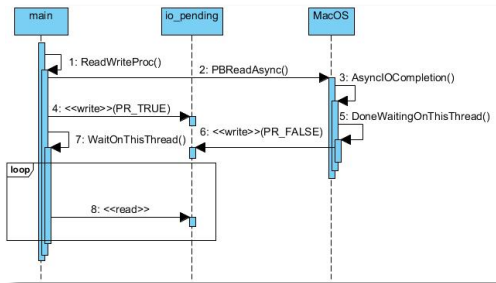 main
io_pending
MacOS
1: ReadWriteProc()
2: PBReadAsync()
3: AsyncIOCompletion()
4: <<write>>(PR_TRUE)
5: DoneWaitingOnThisThread()
6: <<write>>(PR_FALSE)
7: WaitOnThisThread()
loop
8: <<read>>